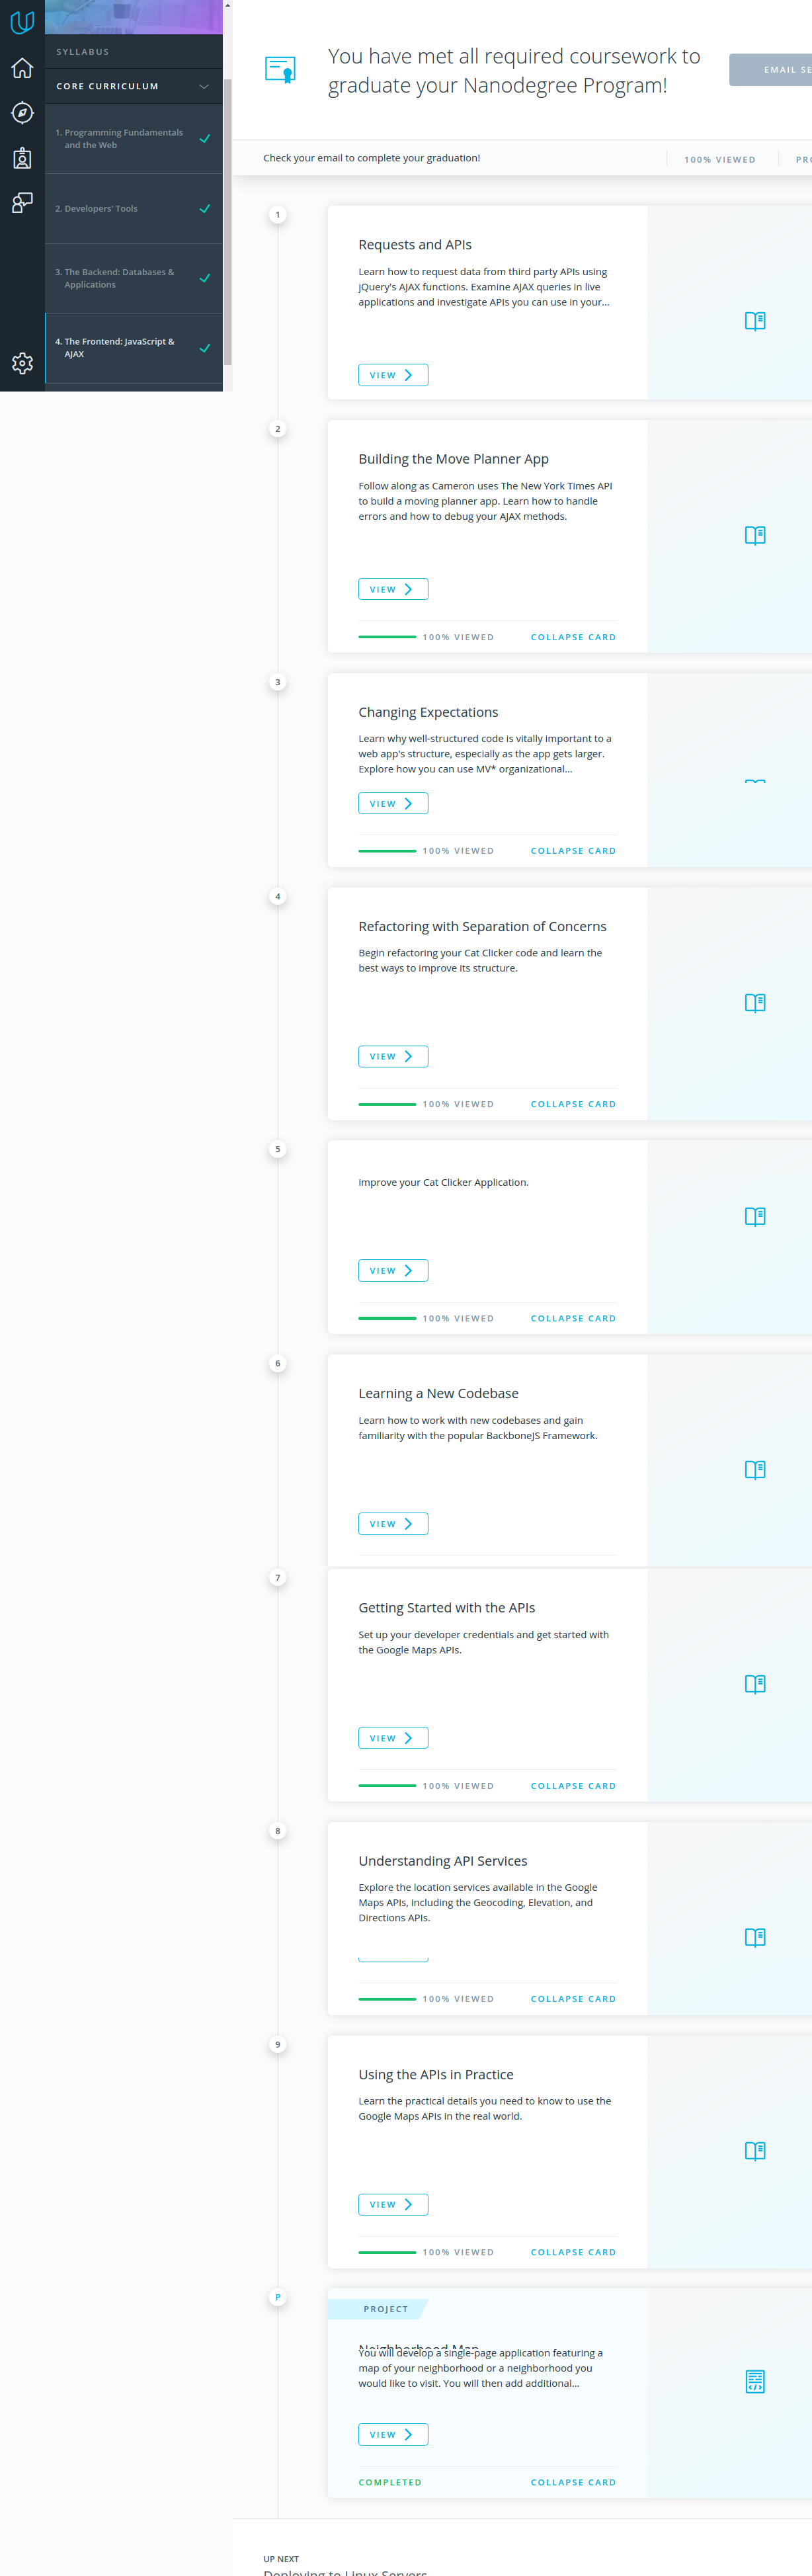 SYLLABUS
CORE CURRICULUM
1. Programming Fundamentals
and the Web
2. Developers' Tools
3. The Backend: Databases &
Applications
4. The Frontend: JavaScript &
AJAX
You have met all required coursework to
graduate your Nanodegree Program!
EMAIL SE
Check your email to complete your graduation!
100% VIEWED
PRO
1
Requests and APIs
Learn how to request data from third party APIs using
jQuery's AJAX functions. Examine AJAX queries in live
applications and investigate APIs you can use in your...
VIEW
2
Building the Move Planner App
Follow along as Cameron uses The New York Times API
to build a moving planner app. Learn how to handle
errors and how to debug your AJAX methods.
VIEW
100% VIEWED
COLLAPSE CARD
3
Changing Expectations
Learn why well-structured code is vitally important to a
web app's structure, especially as the app gets larger.
Explore how you can use MV* organizational...
VIEW
100% VIEWED
COLLAPSE CARD
4
Refactoring with Separation of Concerns
Begin refactoring your Cat Clicker code and learn the
best ways to improve its structure.
VIEW
100% VIEWED
COLLAPSE CARD
5
improve your Cat Clicker Application.
VIEW
100% VIEWED
COLLAPSE CARD
6
Learning a New Codebase
Learn how to work with new codebases and gain
familiarity with the popular BackboneJS Framework.
VIEW
7
Getting Started with the APIs
Set up your developer credentials and get started with
the Google Maps APIs.
VIEW
100% VIEWED
COLLAPSE CARD
8
Understanding API Services
Explore the location services available in the Google
Maps APIs, including the Geocoding, Elevation, and
Directions APIs.
100% VIEWED
COLLAPSE CARD
9
Using the APIs in Practice
Learn the practical details you need to know to use the
Google Maps APIs in the real world.
VIEW
100% VIEWED
COLLAPSE CARD
P
PROJECT
Neighborhood Map
You will develop a single-page application featuring a
map of your neighborhood or a neighborhood you
would like to visit. You will then add additional...
VIEW
COMPLETED
COLLAPSE CARD
UP NEXT
Deploying to Linux Servers